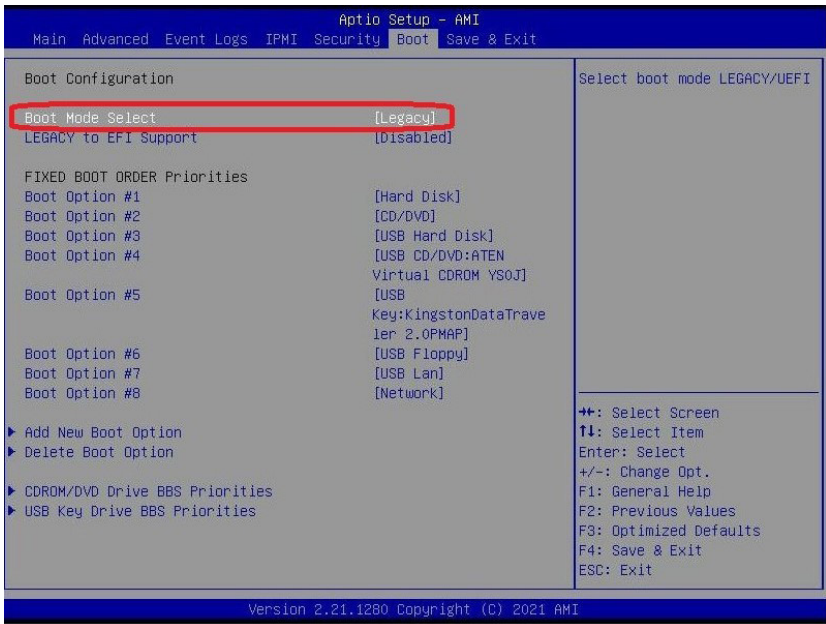 Aptio Setup - AMI
Main Advanced Event Logs IPMI Security Boot Save & Exit
Boot Configuration
Boot Mode Select [Legacy]
LEGACY to EFI Support [Disabled]
FIXED BOOT ORDER Priorities
Boot Option #1 [Hard Disk]
Boot Option #2 [CD/DVD]
Boot Option #3 [USB Hard Disk]
Boot Option #4 [USB CD/DVD:ATEN
Virtual CDROM YS0J]
Boot Option #5 [USB
Key:KingstonDataTrave
ler 2.0PMAP]
Boot Option #6 [USB Floppy]
Boot Option #7 [USB Lan]
Boot Option #8 [Network]
Add New Boot Option
Delete Boot Option
CDROM/DVD Drive BBS Priorities
USB Key Drive BBS Priorities
Select boot mode LEGACY/UEFI
→←: Select Screen
↑↓: Select Item
Enter: Select
+/-: Change Opt.
F1: General Help
F2: Previous Values
F3: Optimized Defaults
F4: Save & Exit
ESC: Exit
Version 2.21.1280 Copyright (C) 2021 AMI